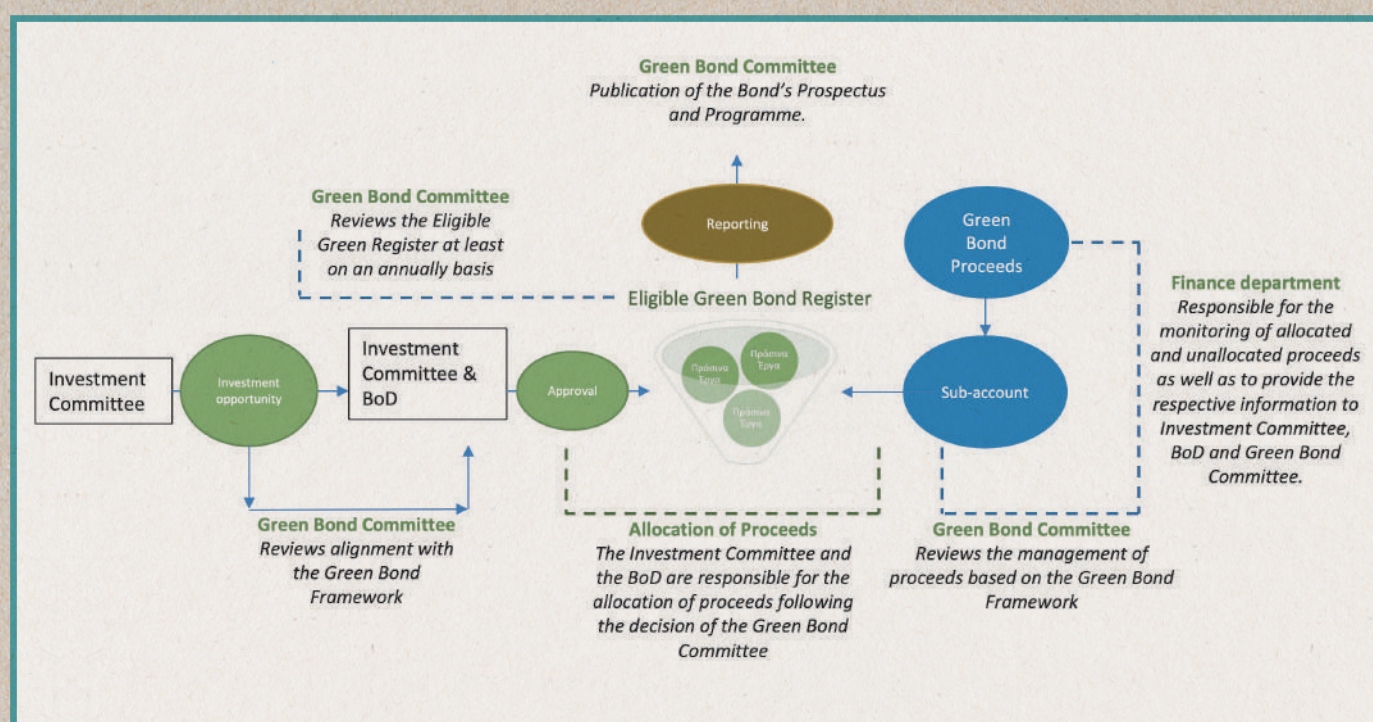 Green Bond Committee
Publication of the Bond's Prospectus
and Programme.
Green Bond Committee
Reviews the Eligible
Green Register at least
on an annually basis
Reporting
Green
Bond
Proceeds
Eligible Green Bond Register
Finance department
Responsible for the
monitoring of allocated
and unallocated proceeds
as well as to provide the
respective information to
Investment Committee,
BoD and Green Bond
Committee.
Investment
Committee
Investment
opportunity
Investment
Committee &
BoD
Approval
Πράσινα
Έργα
Πράσινα
Έργα
Πράσινα
Έργα
Sub-account
Green Bond Committee
Reviews alignment with
the Green Bond
Framework
Allocation of Proceeds
The Investment Committee and
the BoD are responsible for the
allocation of proceeds following
the decision of the Green Bond
Committee
Green Bond Committee
Reviews the management of
proceeds based on the Green Bond
Framework